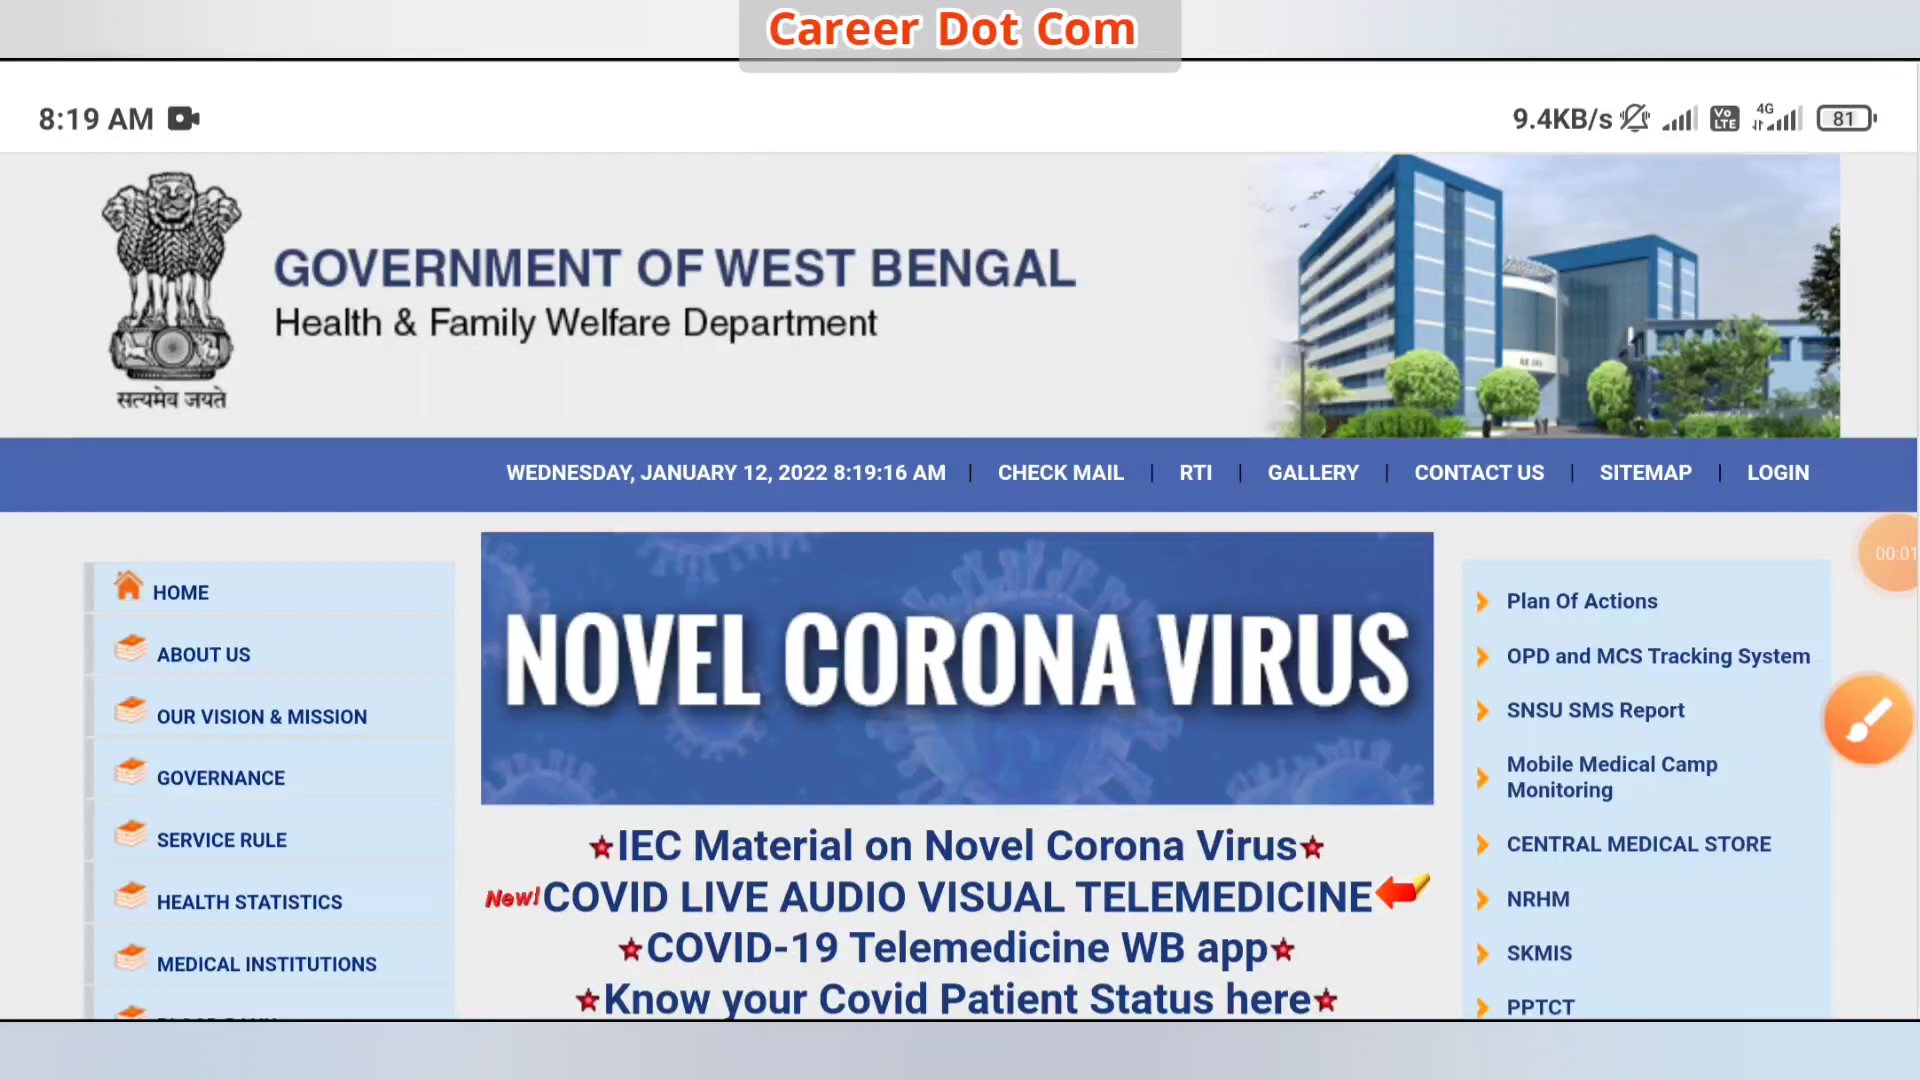 Career Dot Com
8:19 AM
9.4KB/s
Vo LTE
4G
81
सत्यमेव जयते
GOVERNMENT OF WEST BENGAL
Health & Family Welfare Department
WEDNESDAY, JANUARY 12, 2022 8:19:16 AM | CHECK MAIL | RTI | GALLERY | CONTACT US | SITEMAP | LOGIN
HOME
ABOUT US
OUR VISION & MISSION
GOVERNANCE
SERVICE RULE
HEALTH STATISTICS
MEDICAL INSTITUTIONS
NOVEL CORONA VIRUS
IEC Material on Novel Corona Virus
New! COVID LIVE AUDIO VISUAL TELEMEDICINE
COVID-19 Telemedicine WB app
Know your Covid Patient Status here
Plan Of Actions
OPD and MCS Tracking System
SNSU SMS Report
Mobile Medical Camp
Monitoring
CENTRAL MEDICAL STORE
NRHM
SKMIS
PPTCT
00:01